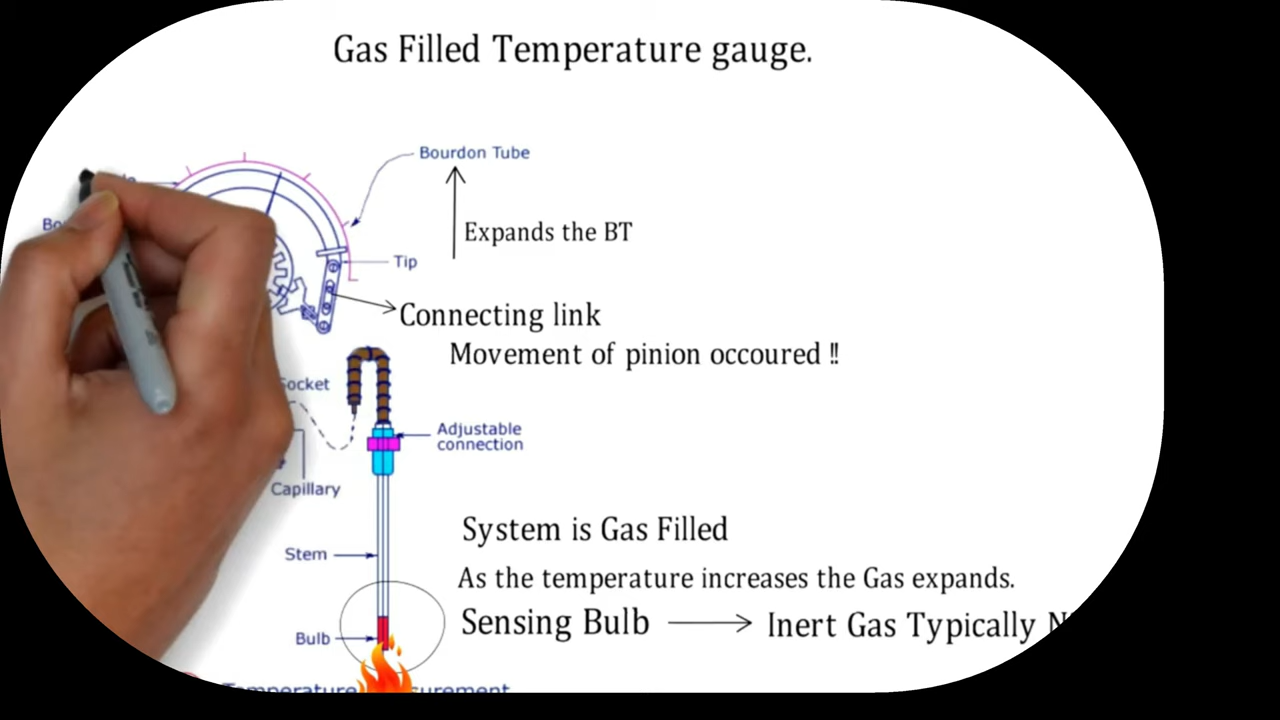 Gas Filled Temperature gauge.
Bourdon Tube
Expands the BT
Tip
Connecting link
Movement of pinion occoured !!
Socket
Adjustable
connection
Capillary
System is Gas Filled
Stem
As the temperature increases the Gas expands.
Sensing Bulb
Inert Gas Typically
Bulb